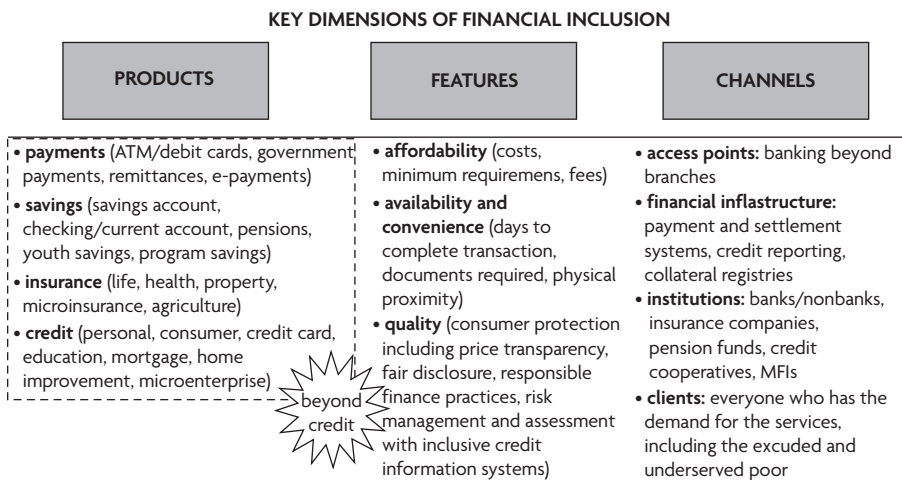 KEY DIMENSIONS OF FINANCIAL INCLUSION
PRODUCTS
• payments (ATM/debit cards, government
payments, remittances, e-payments)
• savings (savings account,
checking/current account, pensions,
youth savings, program savings)
• insurance (life, health, property,
microinsurance, agriculture)
• credit (personal, consumer, credit card,
education, mortgage, home
improvement, microenterprise)
beyond
credit
FEATURES
• affordability (costs,
minimum requiremens, fees)
• availability and
convenience (days to
complete transaction,
documents required, physical
proximity)
• quality (consumer protection
including price transparency,
fair disclosure, responsible
finance practices, risk
management and assessment
with inclusive credit
information systems)
CHANNELS
• access points: banking beyond
branches
• financial inflastructure:
payment and settlement
systems, credit reporting,
collateral registries
• institutions: banks/nonbanks,
insurance companies,
pension funds, credit
cooperatives, MFIs
• clients: everyone who has the
demand for the services,
including the excuded and
underserved poor